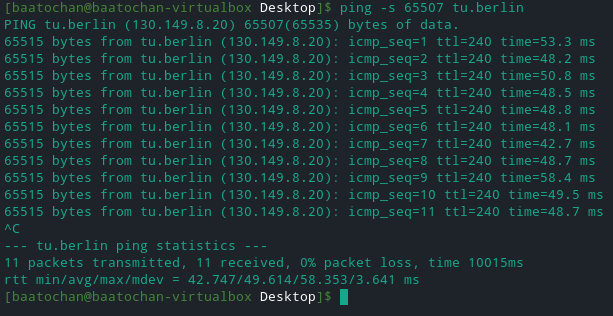 [baatochan@baatochan-virtualbox Desktop]$ ping -s 65507 tu.berlin
PING tu.berlin (130.149.8.20) 65507(65535) bytes of data.
65515 bytes from tu.berlin (130.149.8.20): icmp_seq=1 ttl=240 time=53.3 ms
65515 bytes from tu.berlin (130.149.8.20): icmp_seq=2 ttl=240 time=48.2 ms
65515 bytes from tu.berlin (130.149.8.20): icmp_seq=3 ttl=240 time=50.8 ms
65515 bytes from tu.berlin (130.149.8.20): icmp_seq=4 ttl=240 time=48.5 ms
65515 bytes from tu.berlin (130.149.8.20): icmp_seq=5 ttl=240 time=48.8 ms
65515 bytes from tu.berlin (130.149.8.20): icmp_seq=6 ttl=240 time=48.1 ms
65515 bytes from tu.berlin (130.149.8.20): icmp_seq=7 ttl=240 time=42.7 ms
65515 bytes from tu.berlin (130.149.8.20): icmp_seq=8 ttl=240 time=48.7 ms
65515 bytes from tu.berlin (130.149.8.20): icmp_seq=9 ttl=240 time=58.4 ms
65515 bytes from tu.berlin (130.149.8.20): icmp_seq=10 ttl=240 time=49.5 ms
65515 bytes from tu.berlin (130.149.8.20): icmp_seq=11 ttl=240 time=48.7 ms
^C
--- tu.berlin ping statistics ---
11 packets transmitted, 11 received, 0% packet loss, time 10015ms
rtt min/avg/max/mdev = 42.747/49.614/58.353/3.641 ms
[baatochan@baatochan-virtualbox Desktop]$